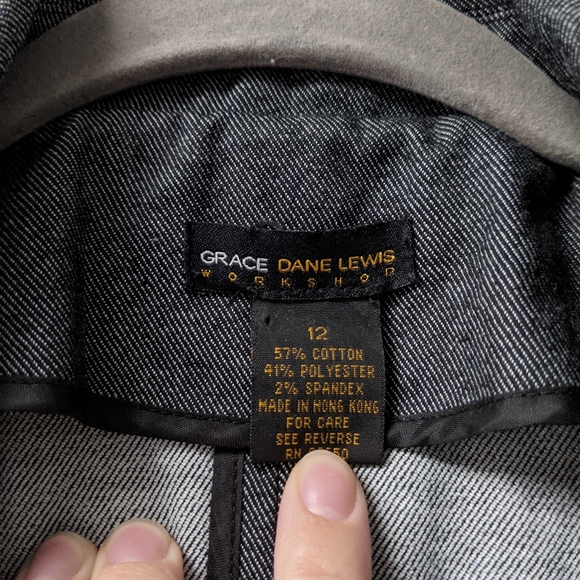 GRACE DANE LEWIS
WORKSHOP
12
57% COTTON
41% POLYESTER
2% SPANDEX
MADE IN HONG KONG
FOR CARE
SEE REVERSE
RN